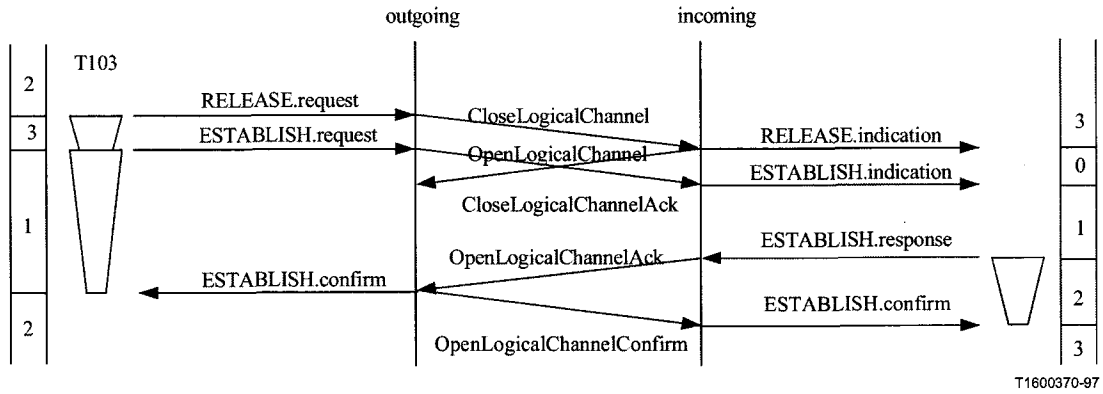 outgoing
incoming
T103
2
RELEASE.request
CloseLogicalChannel
3
3
ESTABLISH.request
RELEASE.indication
OpenLogicalChannel
0
ESTABLISH.indication
CloseLogicalChannelAck
1
ESTABLISH.response
1
OpenLogicalChannelAck
ESTABLISH.confirm
2
ESTABLISH.confirm
2
OpenLogicalChannelConfirm
3
T1600370-97